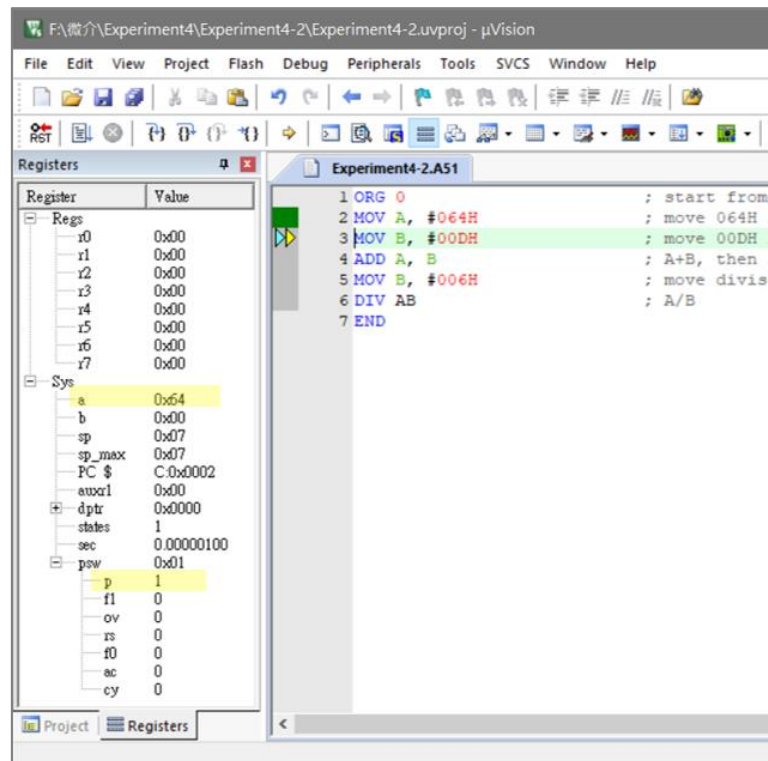 F:\微介\Experiment4\Experiment4-2\Experiment4-2.uvproj - µVision
File Edit View Project Flash Debug Peripherals Tools SVCS Window Help
RST
Registers
Experiment4-2.A51
Register Value
Regs
r0 0x00
r1 0x00
r2 0x00
r3 0x00
r4 0x00
r5 0x00
r6 0x00
r7 0x00
Sys
a 0x64
b 0x00
sp 0x07
sp_max 0x07
PC $ C:0x0002
auxr1 0x00
dptr 0x0000
states 1
sec 0.00000100
psw 0x01
p 1
f1 0
ov 0
rs 0
f0 0
ac 0
cy 0
1 ORG 0 ; start from
2 MOV A, #064H ; move 064H
3 MOV B, #00DH ; move 00DH
4 ADD A, B ; A+B, then
5 MOV B, #006H ; move divis
6 DIV AB ; A/B
7 END
Project Registers